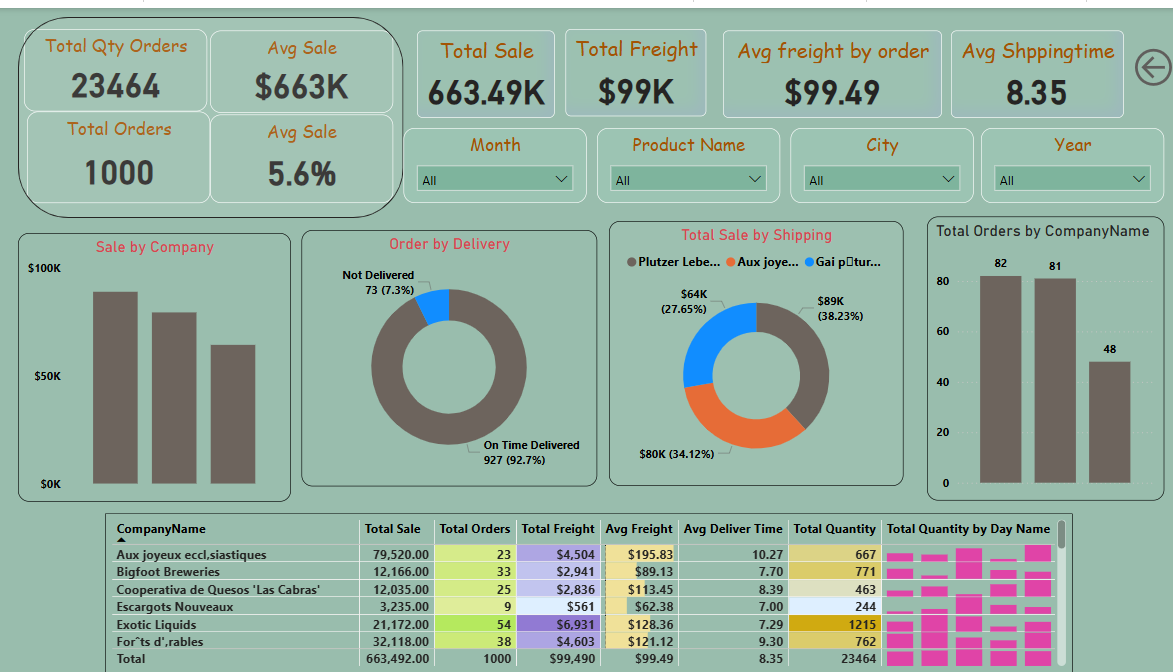 Total Qty Orders
23464
Avg Sale
$663K
Total Orders
1000
Avg Sale
5.6%
Total Sale
663.49K
Total Freight
$99K
Avg freight by order
$99.49
Avg Shppingtime
8.35
Month
All
Product Name
All
City
All
Year
All
Sale by Company
$100K
$50K
$0K
Order by Delivery
Not Delivered
73 (7.3%)
On Time Delivered
927 (92.7%)
Total Sale by Shipping
Plutzer Lebe... Aux joye... Gai p▯tur...
$64K
(27.65%)
$89K
(38.23%)
$80K (34.12%)
Total Orders by CompanyName
82
81
48
80
60
40
20
0
CompanyName Total Sale Total Orders Total Freight Avg Freight Avg Deliver Time Total Quantity Total Quantity by Day Name
Aux joyeux eccl‚siastiques 79,520.00 23 $4,504 $195.83 10.27 667
Bigfoot Breweries 12,166.00 33 $2,941 $89.13 7.70 771
Cooperativa de Quesos 'Las Cabras' 12,035.00 25 $2,836 $113.45 8.39 463
Escargots Nouveaux 3,235.00 9 $561 $62.38 7.00 244
Exotic Liquids 21,172.00 54 $6,931 $128.36 7.29 1215
Forˆts d'‚rables 32,118.00 38 $4,603 $121.12 9.30 762
Total 663,492.00 1000 $99,490 $99.49 8.35 23464